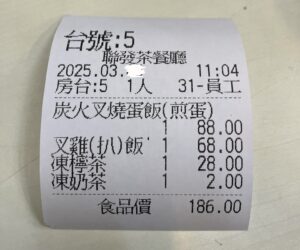 台號:5
聯發茶餐廳
2025.03. 11:04
房台:5 1人 31-員工
炭火叉燒蛋飯(煎蛋)
1 88.00
叉雞(扒)飯 1 68.00
凍檸茶 1 28.00
凍奶茶 1 2.00
食品價 186.00